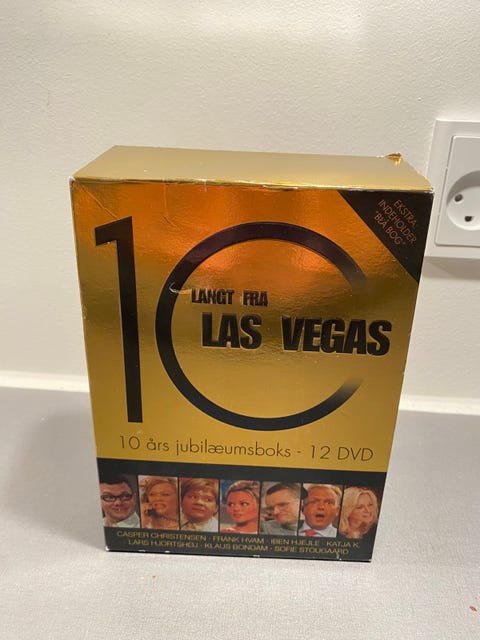 EKSTRA
INDEHOLDER
"BLÅ BOG"
10
LANGT FRA
LAS VEGAS
10 års jubilæumsboks - 12 DVD
CASPER CHRISTENSEN · FRANK HVAM · IBEN HJEJLE · KATJA K.
LARS HJORTSHØJ · KLAUS BONDAM · SOFIE STOUGAARD